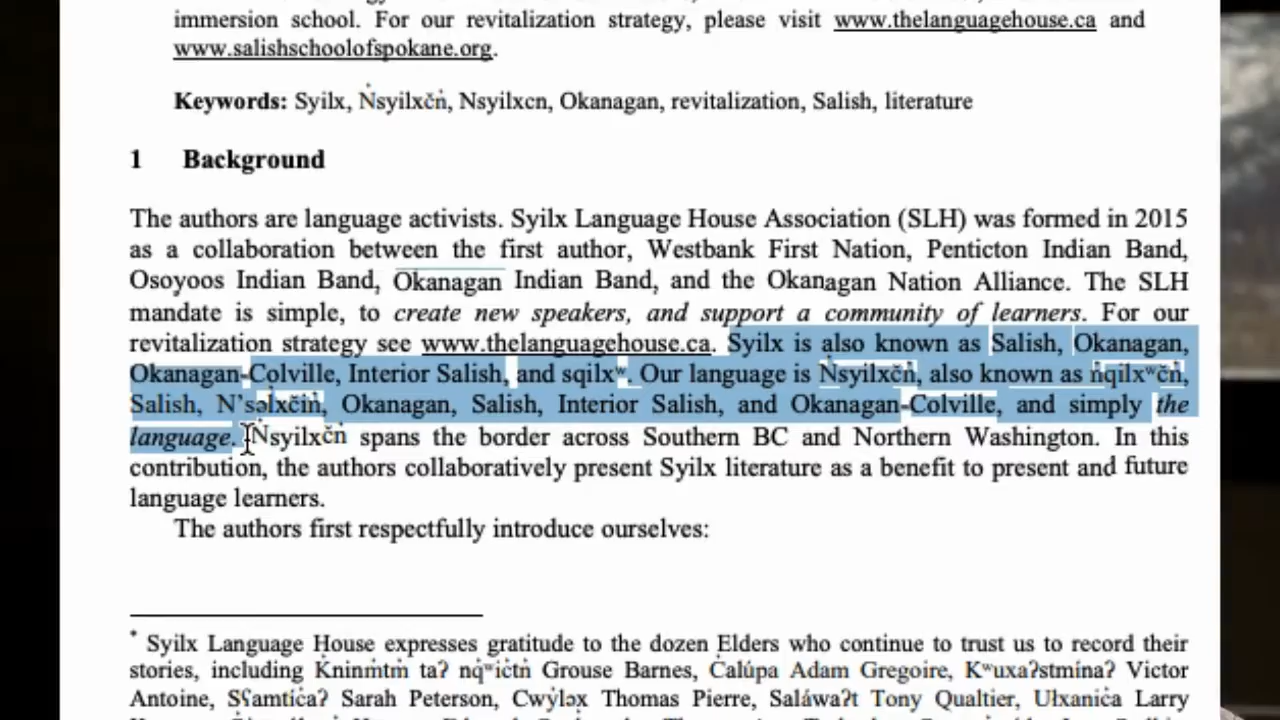 immersion school. For our revitalization strategy, please visit www.thelanguagehouse.ca and
www.salishschoolofspokane.org.
Keywords: Syilx, N̓syilxčn̓, Nsyilxcn, Okanagan, revitalization, Salish, literature
1 Background
The authors are language activists. Syilx Language House Association (SLH) was formed in 2015
as a collaboration between the first author, Westbank First Nation, Penticton Indian Band,
Osoyoos Indian Band, Okanagan Indian Band, and the Okanagan Nation Alliance. The SLH
mandate is simple, to create new speakers, and support a community of learners. For our
revitalization strategy see www.thelanguagehouse.ca. Syilx is also known as Salish, Okanagan,
Okanagan-Colville, Interior Salish, and sqilxʷ. Our language is N̓syilxčn̓, also known as n̓qilxʷčn̓,
Salish, N’səl̓xčin̓, Okanagan, Salish, Interior Salish, and Okanagan-Colville, and simply the
language. N̓syilxčn̓ spans the border across Southern BC and Northern Washington. In this
contribution, the authors collaboratively present Syilx literature as a benefit to present and future
language learners.
The authors first respectfully introduce ourselves:
* Syilx Language House expresses gratitude to the dozen Elders who continue to trust us to record their
stories, including K̓ninm̓tm̓ taʔ nq̓ʷic̓tn̓ Grouse Barnes, C̓alúpa Adam Gregoire, Kʷuxaʔstmínaʔ Victor
Antoine, Sʕamtíc̓aʔ Sarah Peterson, Cwyl̓əx Thomas Pierre, Saláwaʔt Tony Qualtier, Ułxaníc̓a Larry